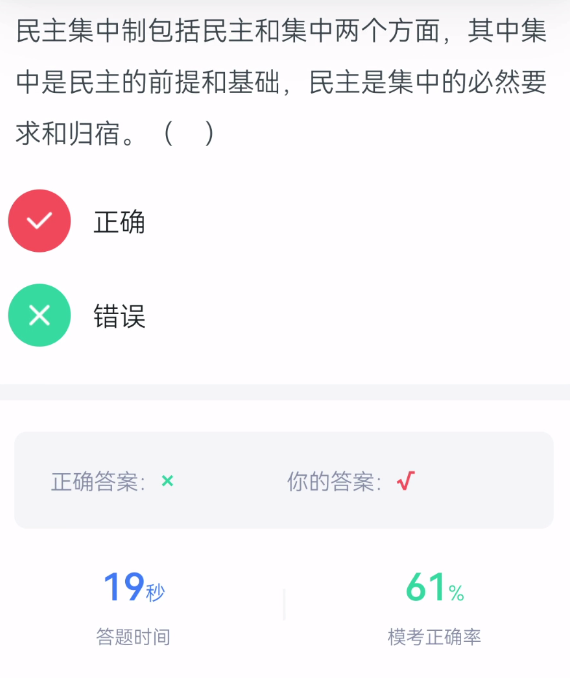 民主集中制包括民主和集中两个方面，其中集
中是民主的前提和基础，民主是集中的必然要
求和归宿。（　）
正确
错误
正确答案：× 你的答案：√
19秒 61%
答题时间 模考正确率